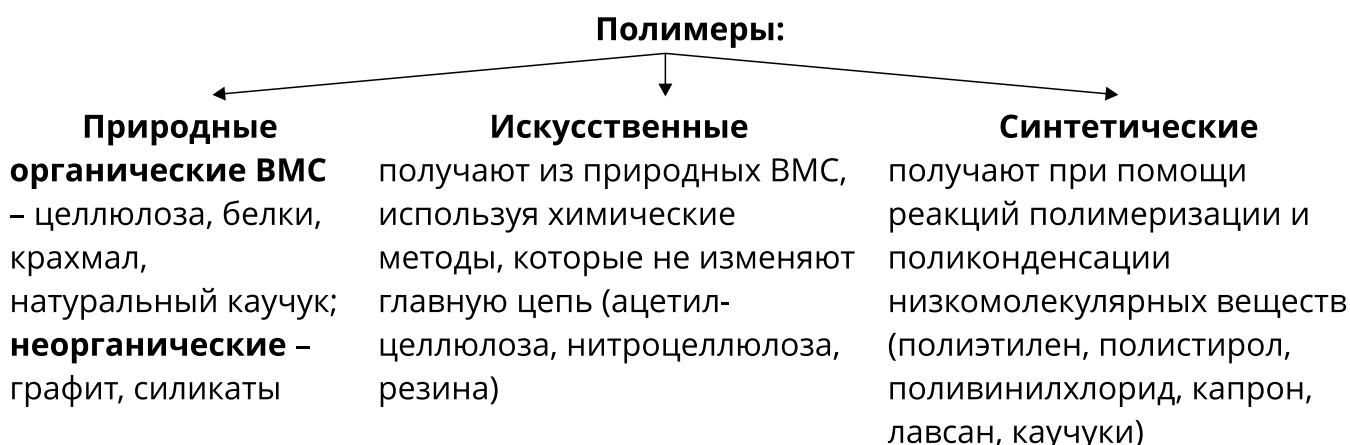 Полимеры:
Природные
органические ВМС
– целлюлоза, белки,
крахмал,
натуральный каучук;
неорганические –
графит, силикаты
Искусственные
получают из природных ВМС,
используя химические
методы, которые не изменяют
главную цепь (ацетил-
целлюлоза, нитроцеллюлоза,
резина)
Синтетические
получают при помощи
реакций полимеризации и
поликонденсации
низкомолекулярных веществ
(полиэтилен, полистирол,
поливинилхлорид, капрон,
лавсан, каучуки)